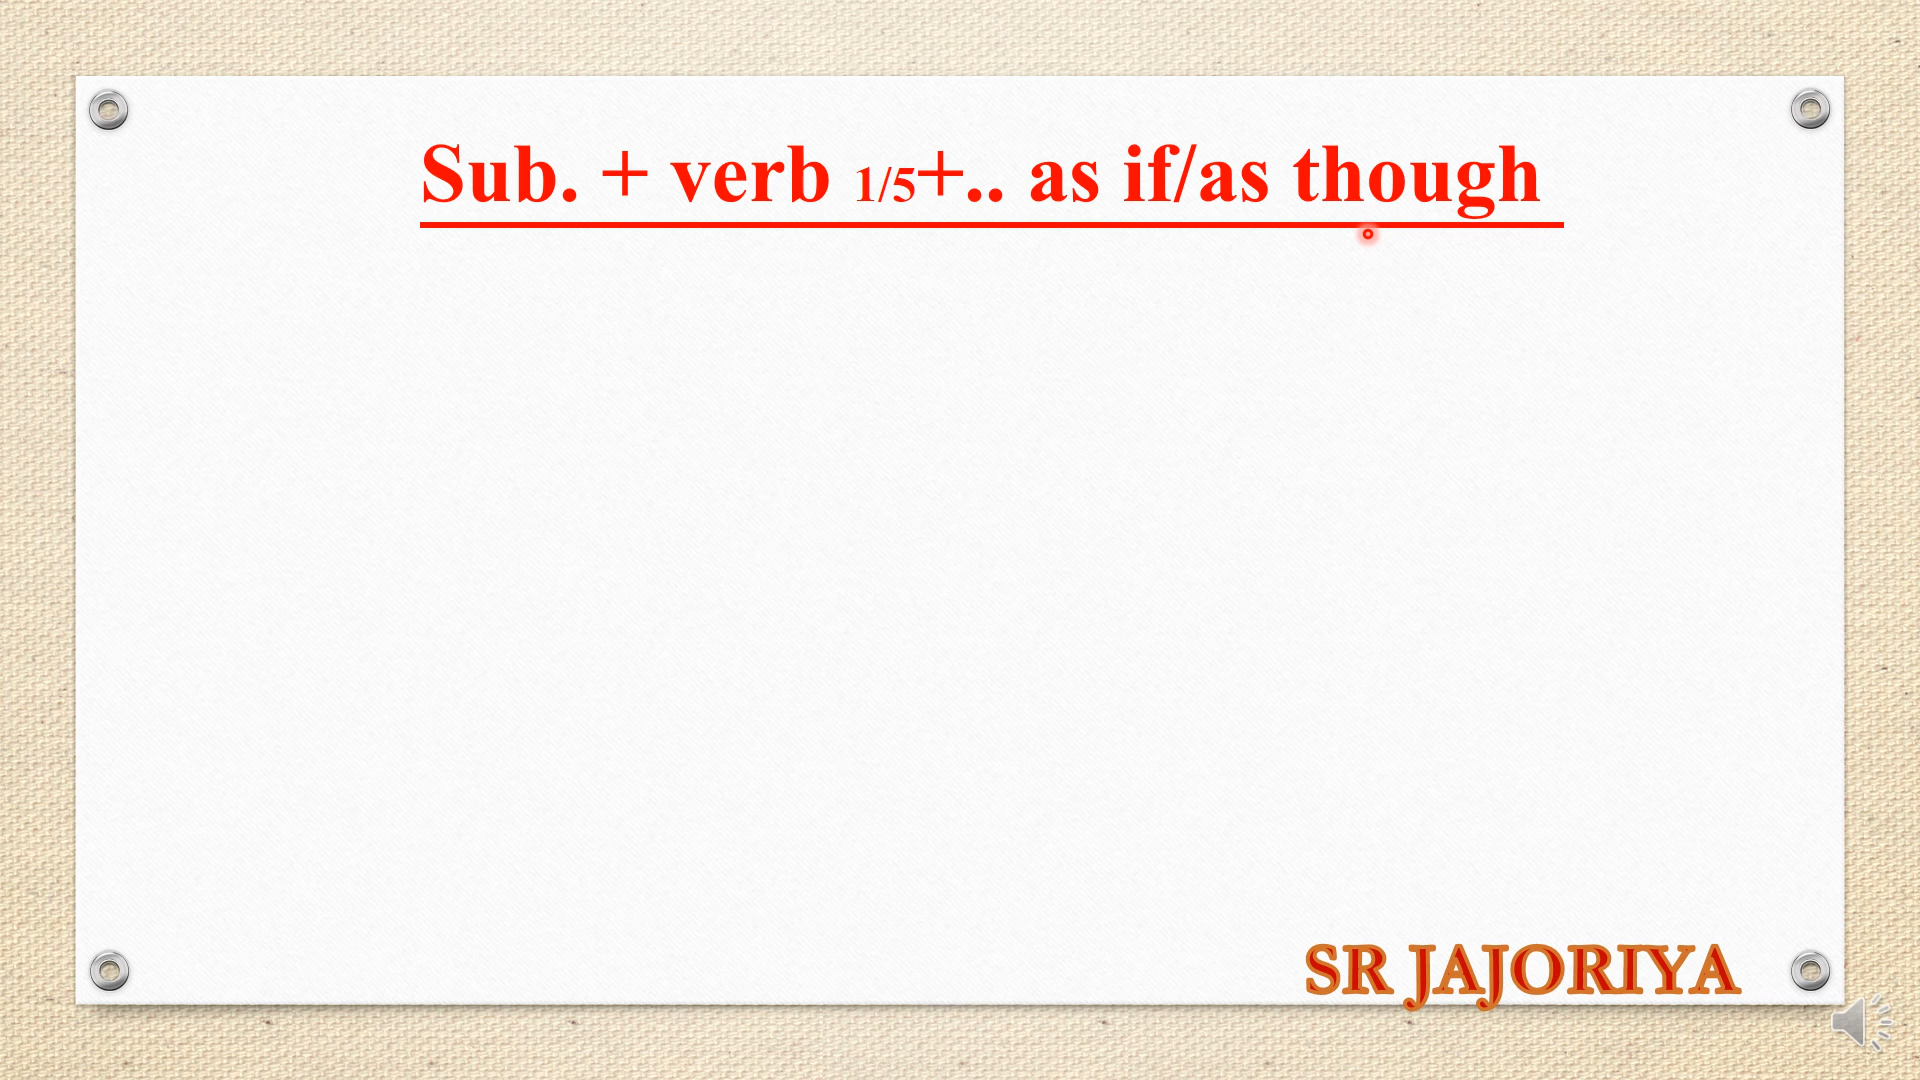 Sub. + verb 1/5+.. as if/as though
SR JAJORIYA